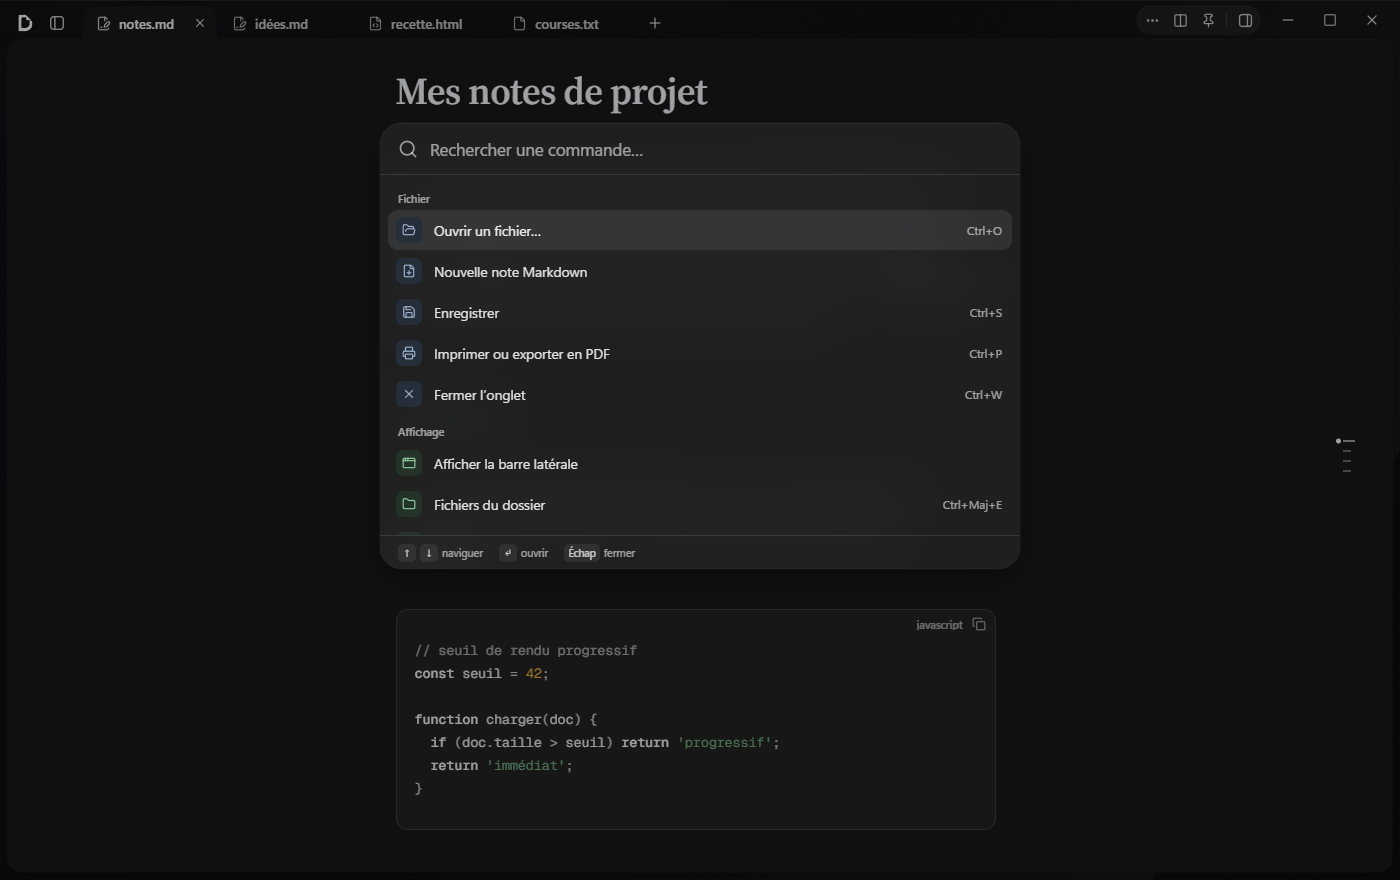 notes.md
idées.md
recette.html
courses.txt
Mes notes de projet
Rechercher une commande...
Fichier
Ouvrir un fichier... Ctrl+O
Nouvelle note Markdown
Enregistrer Ctrl+S
Imprimer ou exporter en PDF Ctrl+P
Fermer l'onglet Ctrl+W
Affichage
Afficher la barre latérale
Fichiers du dossier Ctrl+Maj+E
↑ ↓ naviguer ↵ ouvrir Échap fermer
javascript
// seuil de rendu progressif
const seuil = 42;
function charger(doc) {
if (doc.taille > seuil) return 'progressif';
return 'immédiat';
}